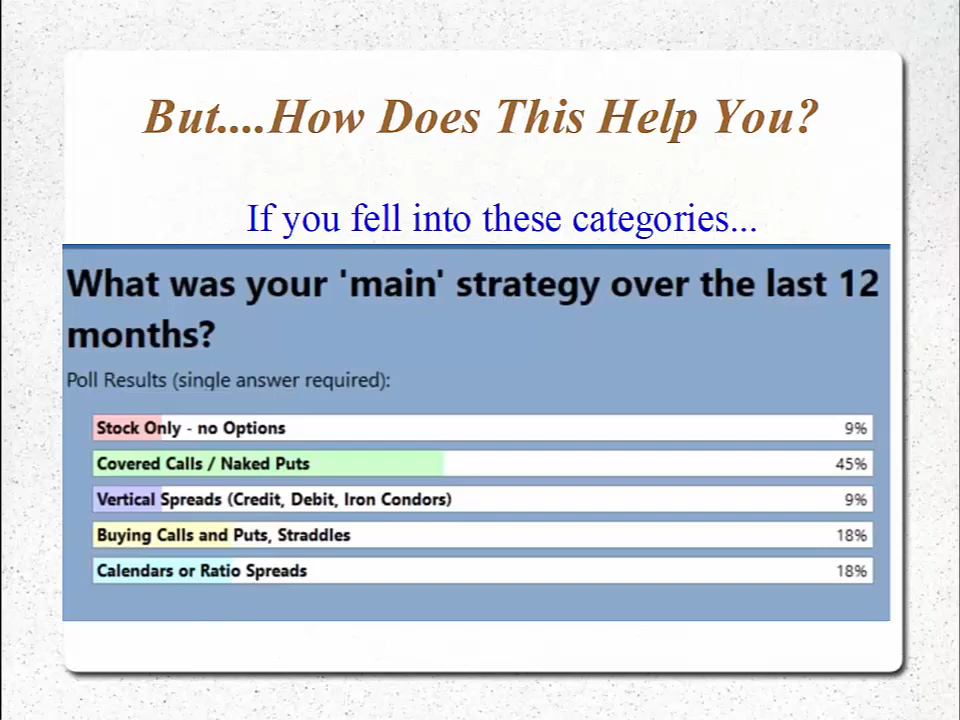 But....How Does This Help You?
If you fell into these categories...
What was your 'main' strategy over the last 12
months?
Poll Results (single answer required):
Stock Only - no Options 9%
Covered Calls / Naked Puts 45%
Vertical Spreads (Credit, Debit, Iron Condors) 9%
Buying Calls and Puts, Straddles 18%
Calendars or Ratio Spreads 18%